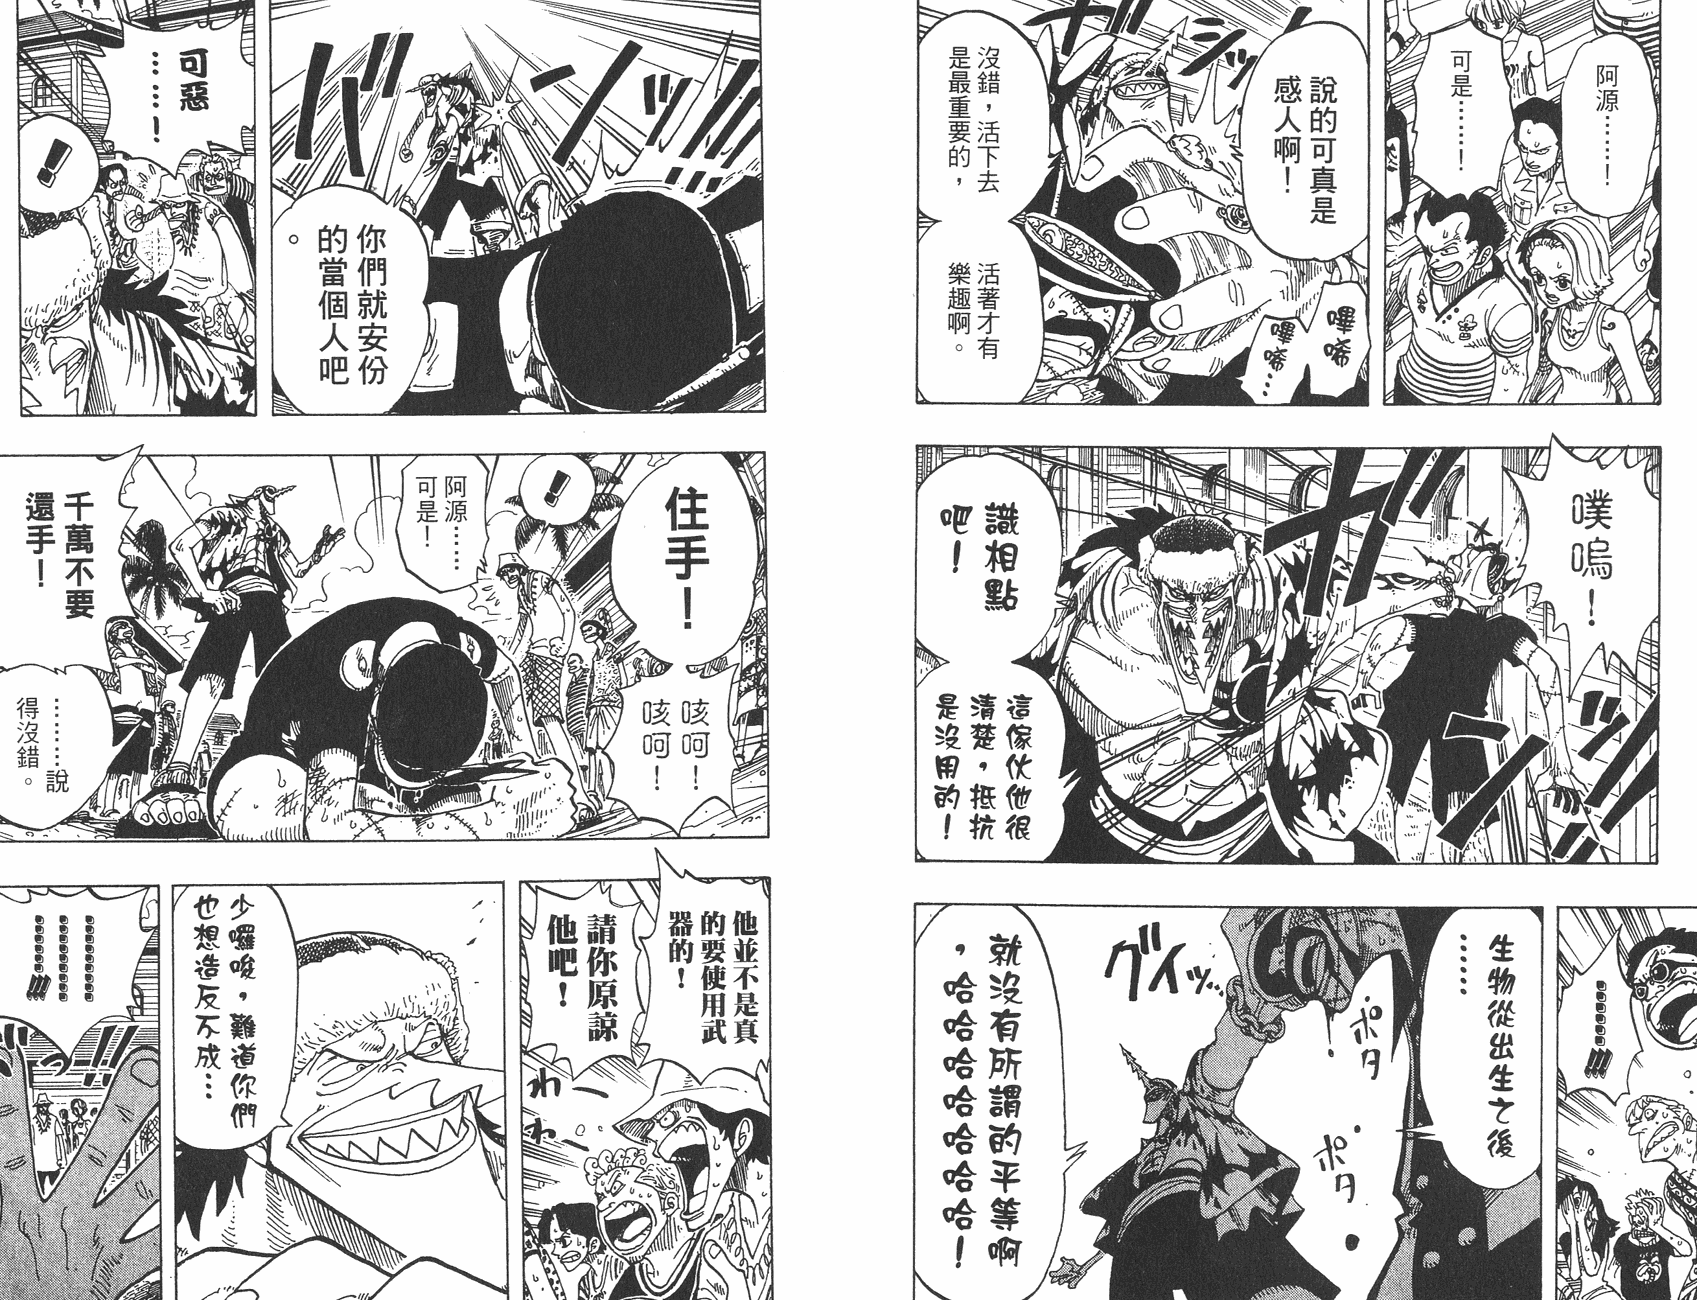 阿源………！
可是………！
說的可真是
感人啊！
嗶唏
嗶唏…
沒錯，活下去
是最重要的，
活著才有
樂趣啊。
噗嗚！
識相點
吧！
這傢伙他很
清楚，抵抗
是沒用的！
生物從出生之後
……
就沒有所謂的平等啊
，哈哈哈哈哈哈哈！
グイッ…
ポタ
ポタ
你們就安份
的當個人吧
。
可惡
……！
！
住手！
咳呵！
咳呵！
！
阿源……
可是！
千萬不要
還手！
………說
得沒錯。
他並不是真
的要使用武
器的！
請你原諒
他吧！
わー
わー
少囉唆，難道你們
也想造反不成…